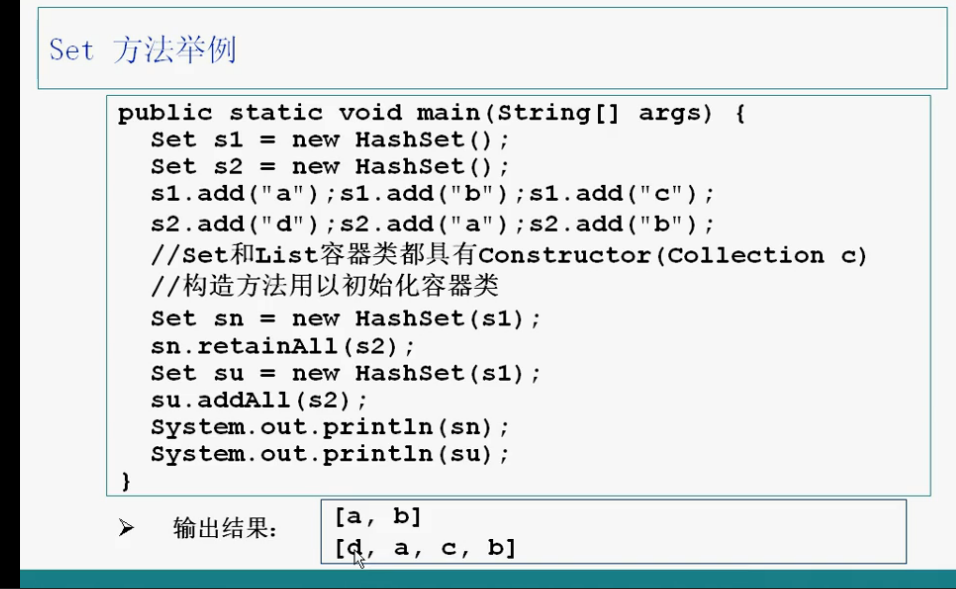 Set 方法举例
public static void main(String[] args) {
Set s1 = new HashSet();
Set s2 = new HashSet();
s1.add("a");s1.add("b");s1.add("c");
s2.add("d");s2.add("a");s2.add("b");
//Set和List容器类都具有Constructor(Collection c)
//构造方法用以初始化容器类
Set sn = new HashSet(s1);
sn.retainAll(s2);
Set su = new HashSet(s1);
su.addAll(s2);
System.out.println(sn);
System.out.println(su);
}
➢ 输出结果:
[a, b]
[d, a, c, b]